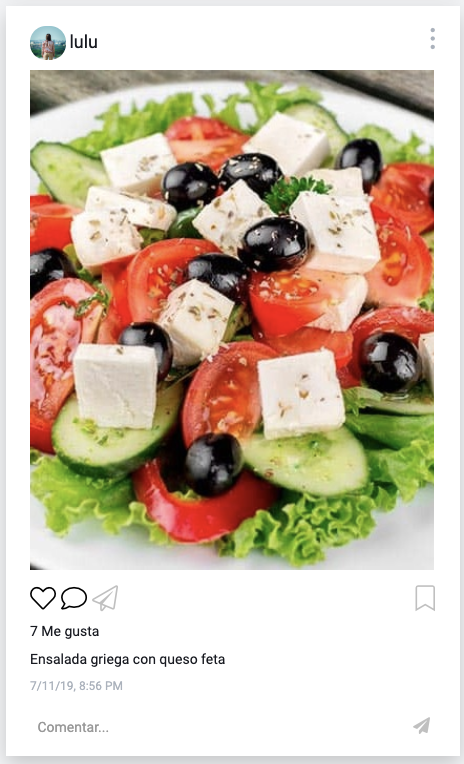 lulu
7 Me gusta
Ensalada griega con queso feta
7/11/19, 8:56 PM
Comentar...